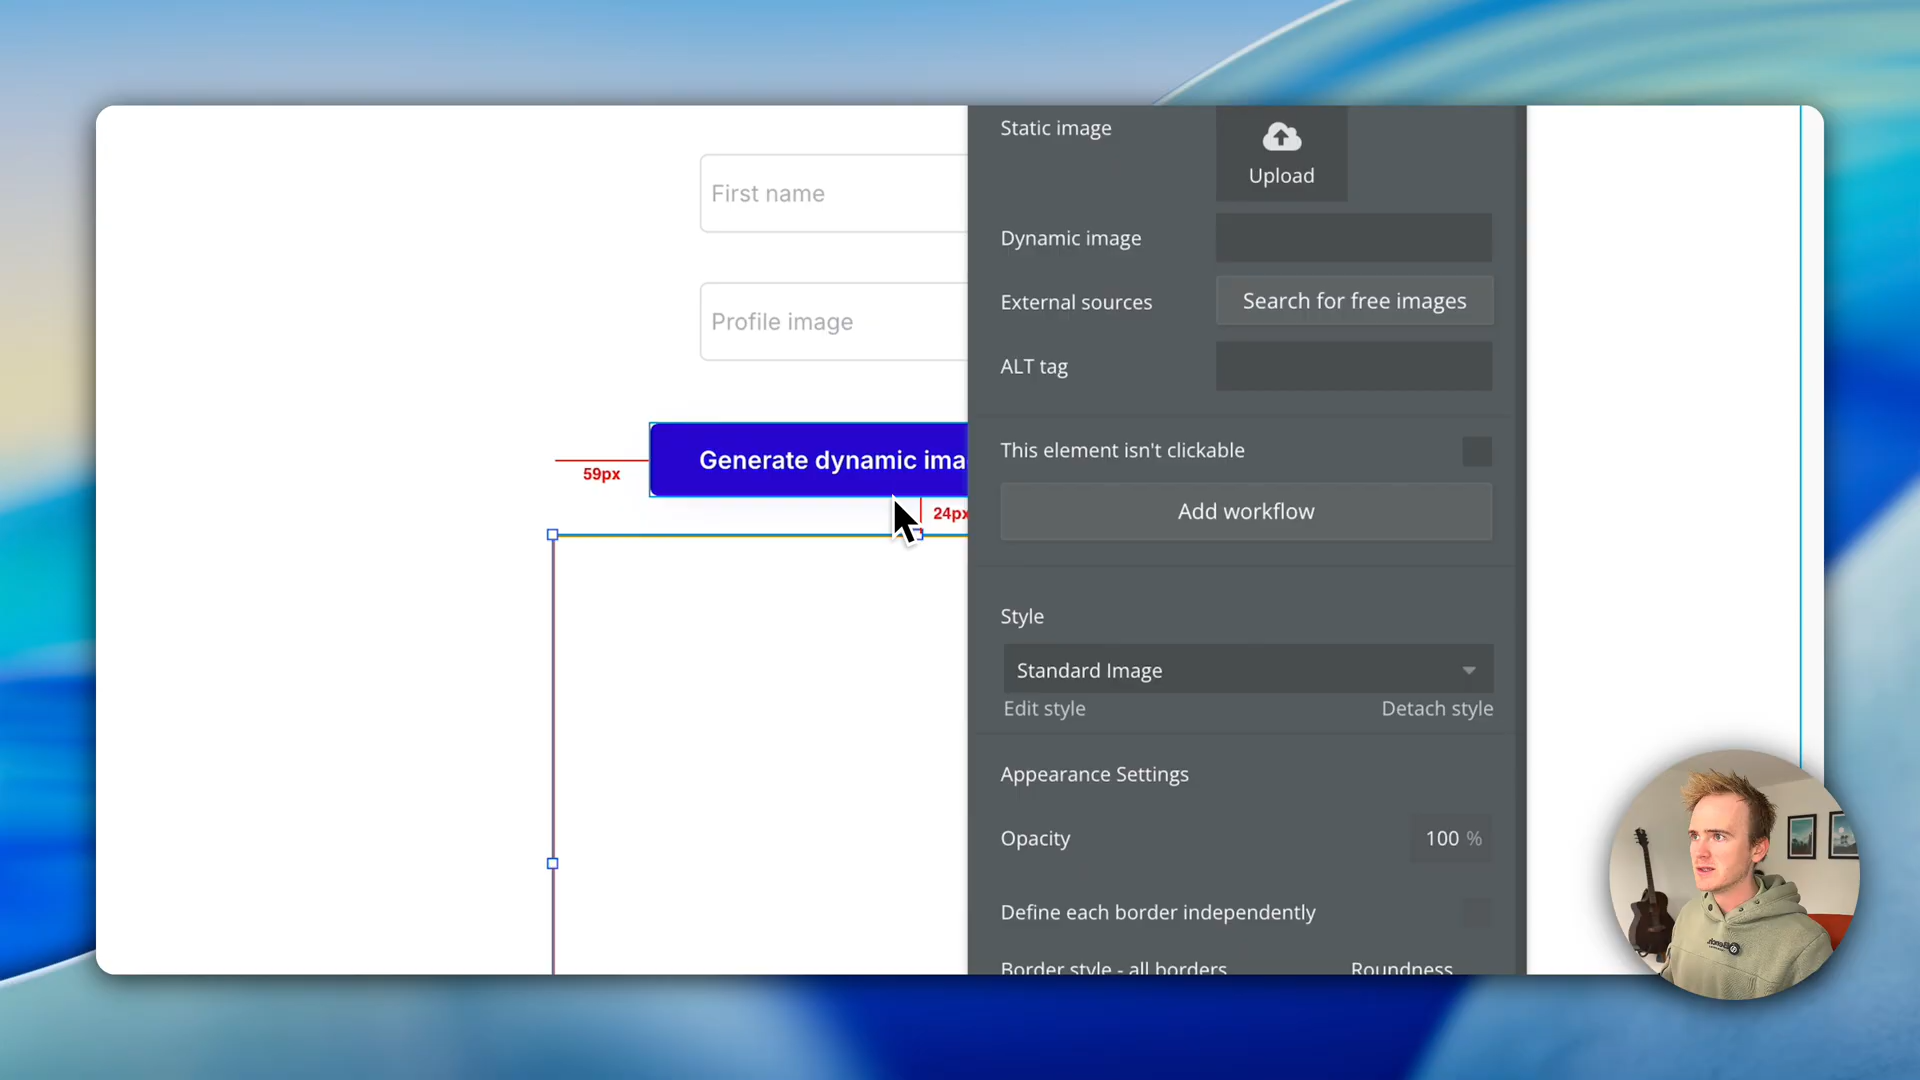 Static image
Upload
First name
Dynamic image
External sources
Search for free images
Profile image
ALT tag
This element isn't clickable
Generate dynamic ima
59px
Add workflow
24px
Style
Standard Image
Edit style
Detach style
Appearance Settings
Opacity
100 %
Define each border independently
Border style - all borders
Roundness